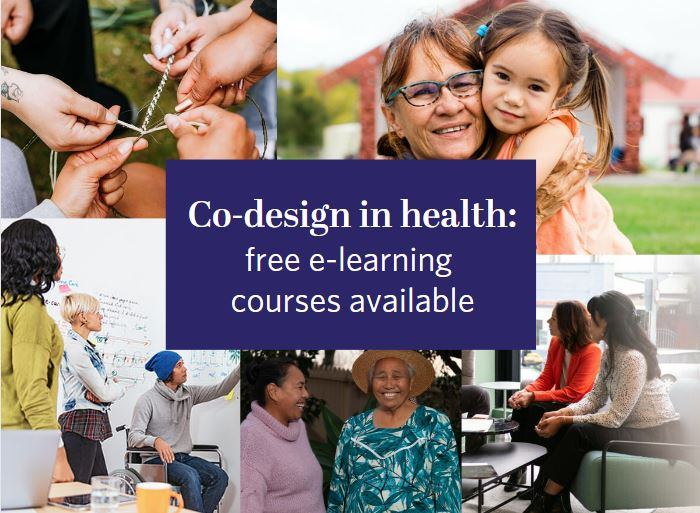 Co-design in health:
free e-learning
courses available